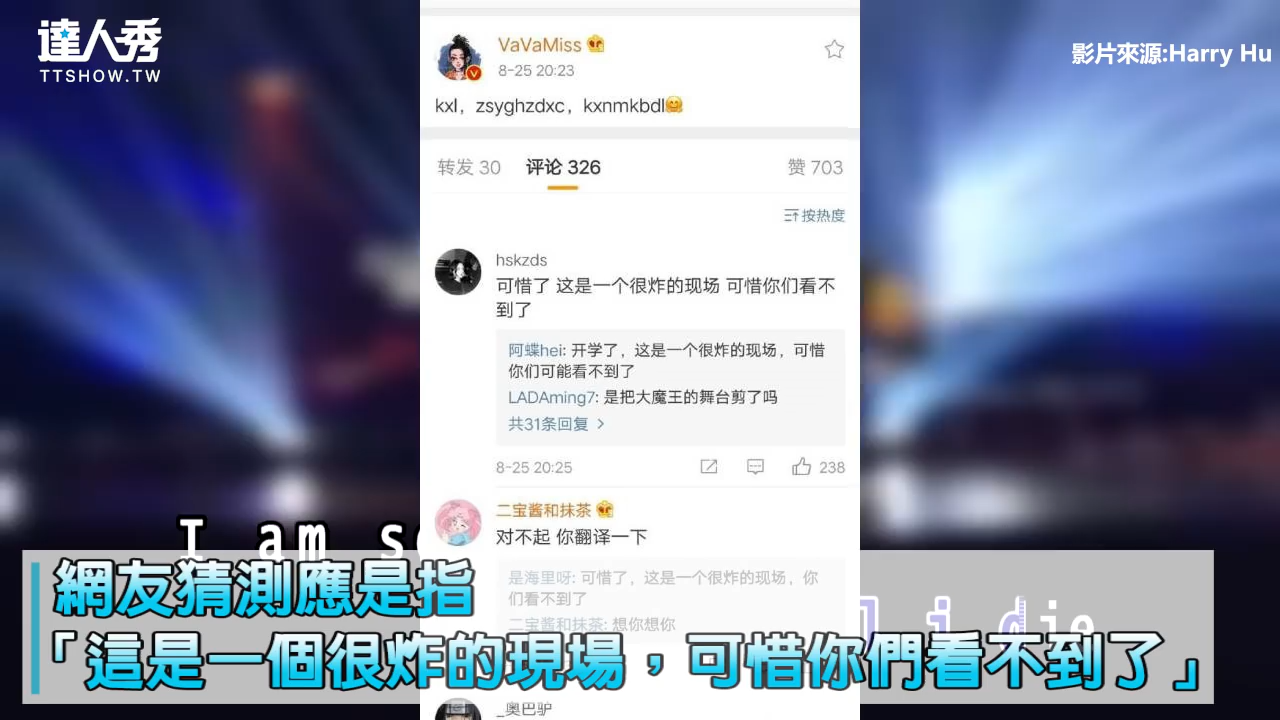 達人秀
TTSHOW.TW
影片來源:Harry Hu
VaVaMiss
8-25 20:23
kxl，zsyghzdxc，kxnmkbdl🤗
转发 30 评论 326 赞 703
按热度
hskzds
可惜了 这是一个很炸的现场 可惜你们看不
到了
阿蝶hei: 开学了，这是一个很炸的现场，可惜
你们可能看不到了
LADAming7: 是把大魔王的舞台剪了吗
共31条回复 >
8-25 20:25 238
二宝酱和抹茶
对不起 你翻译一下
I am
是海里呀: 可惜了，这是一个很炸的现场，你
们看不到了
二宝酱和抹茶: 想你想你
i die
網友猜測應是指
「這是一個很炸的現場，可惜你們看不到了」
_奥巴驴